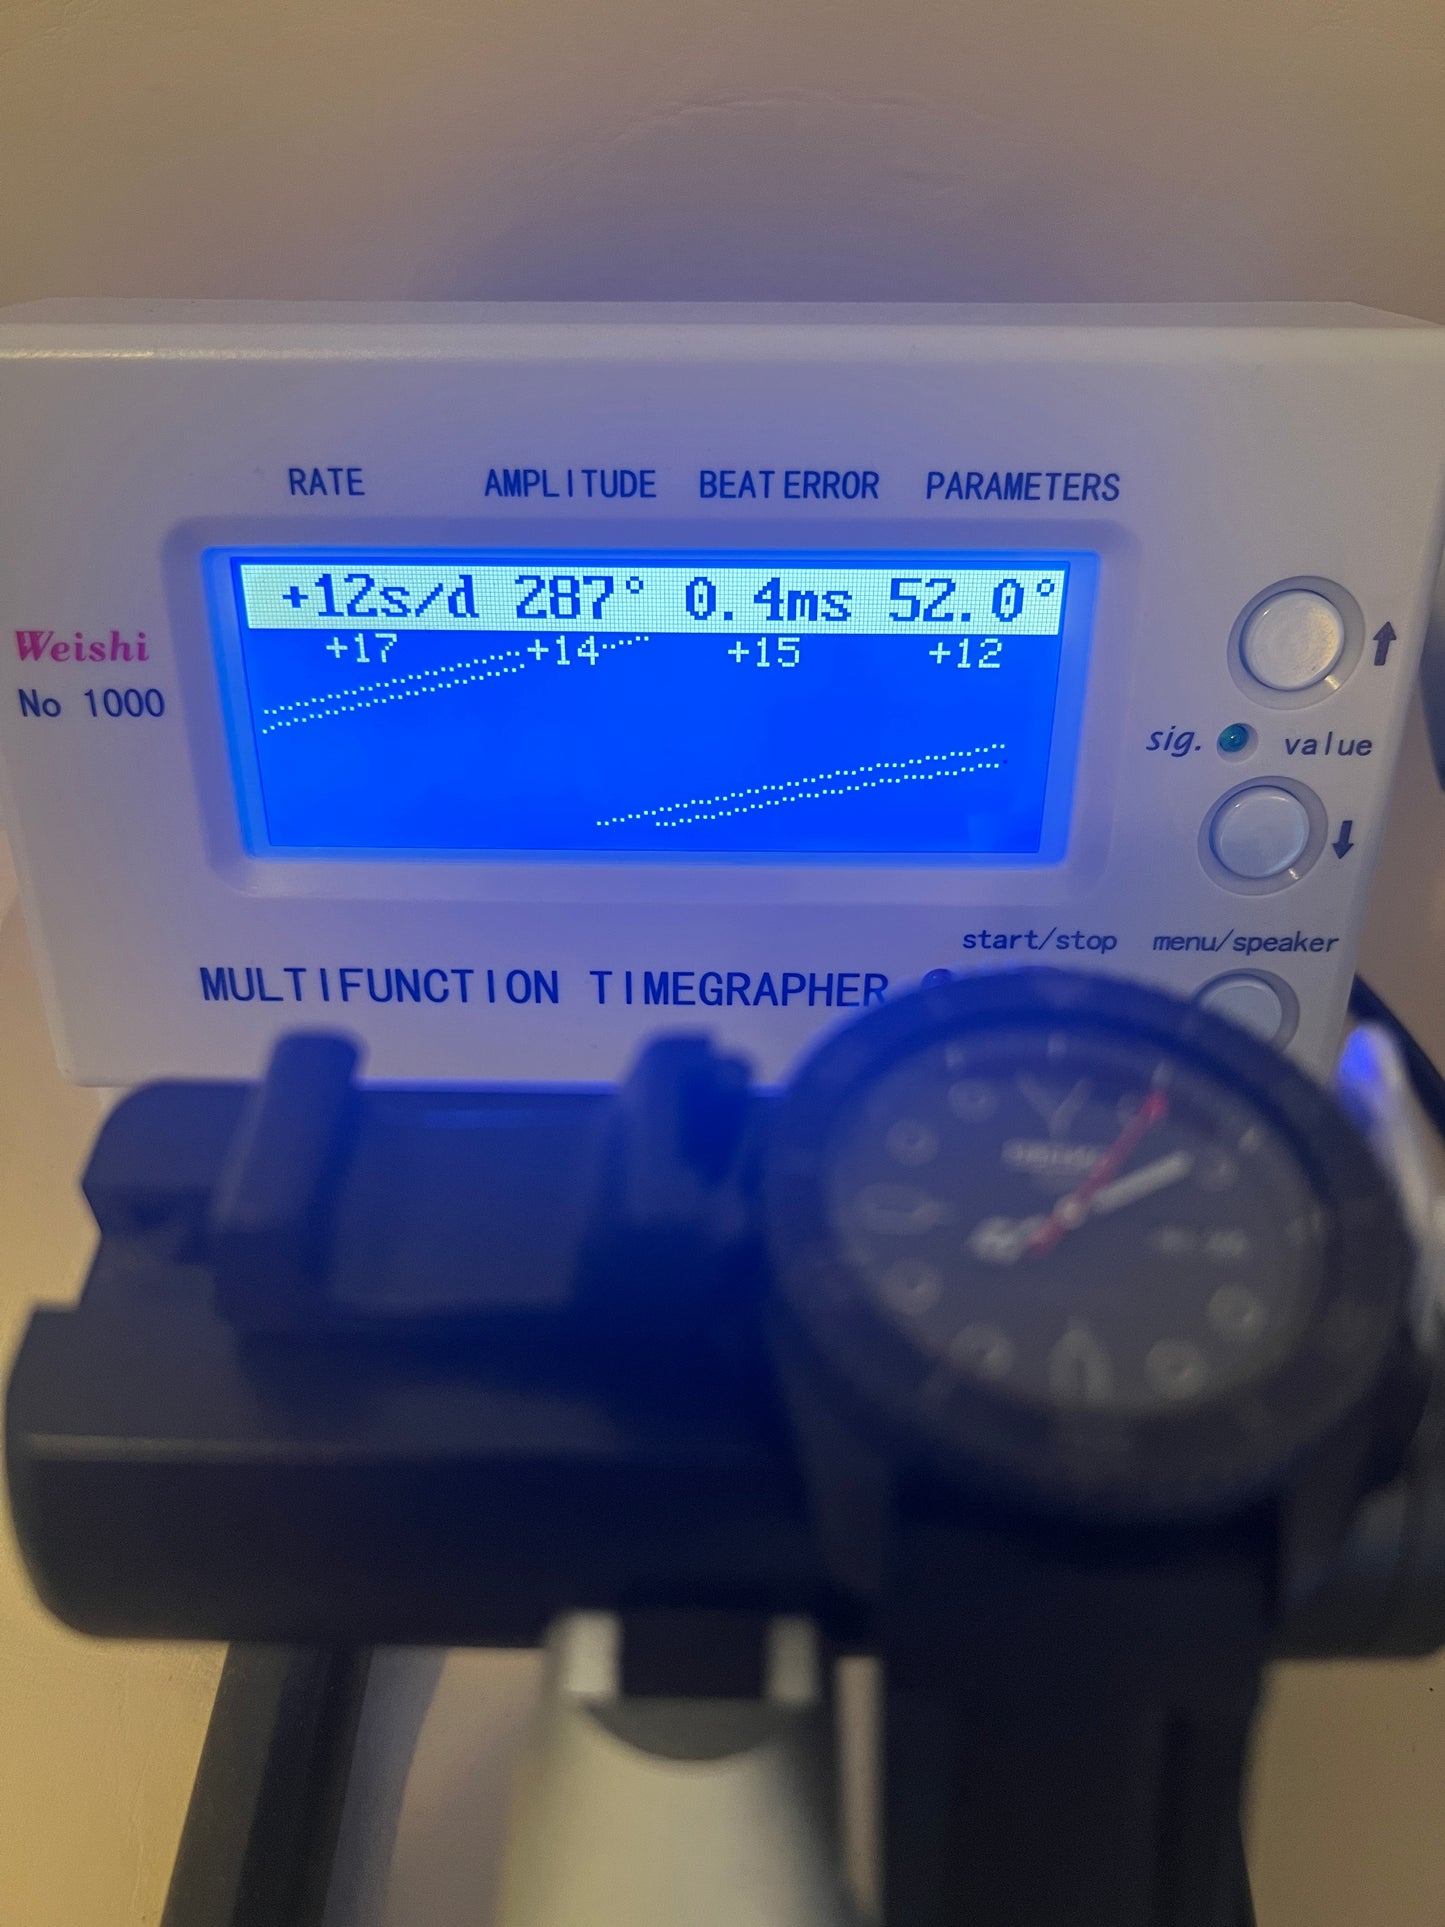 RATE AMPLITUDE BEAT ERROR PARAMETERS
+12s/d 287° 0.4ms 52.0°
+17 +14 +15 +12
Weishi
No 1000
sig. value
start/stop menu/speaker
MULTIFUNCTION TIMEGRAPHER